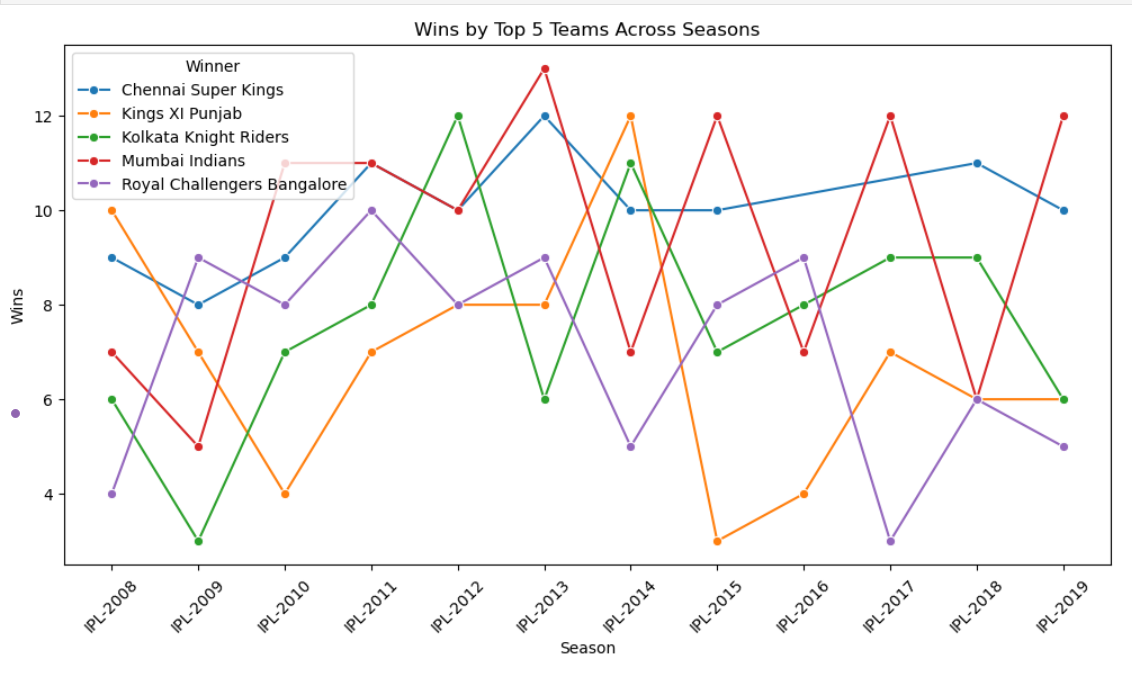 Wins by Top 5 Teams Across Seasons
Winner
Chennai Super Kings
Kings XI Punjab
Kolkata Knight Riders
Mumbai Indians
Royal Challengers Bangalore
12
10
8
6
4
Wins
IPL-2008
IPL-2009
IPL-2010
IPL-2011
IPL-2012
IPL-2013
IPL-2014
IPL-2015
IPL-2016
IPL-2017
IPL-2018
IPL-2019
Season